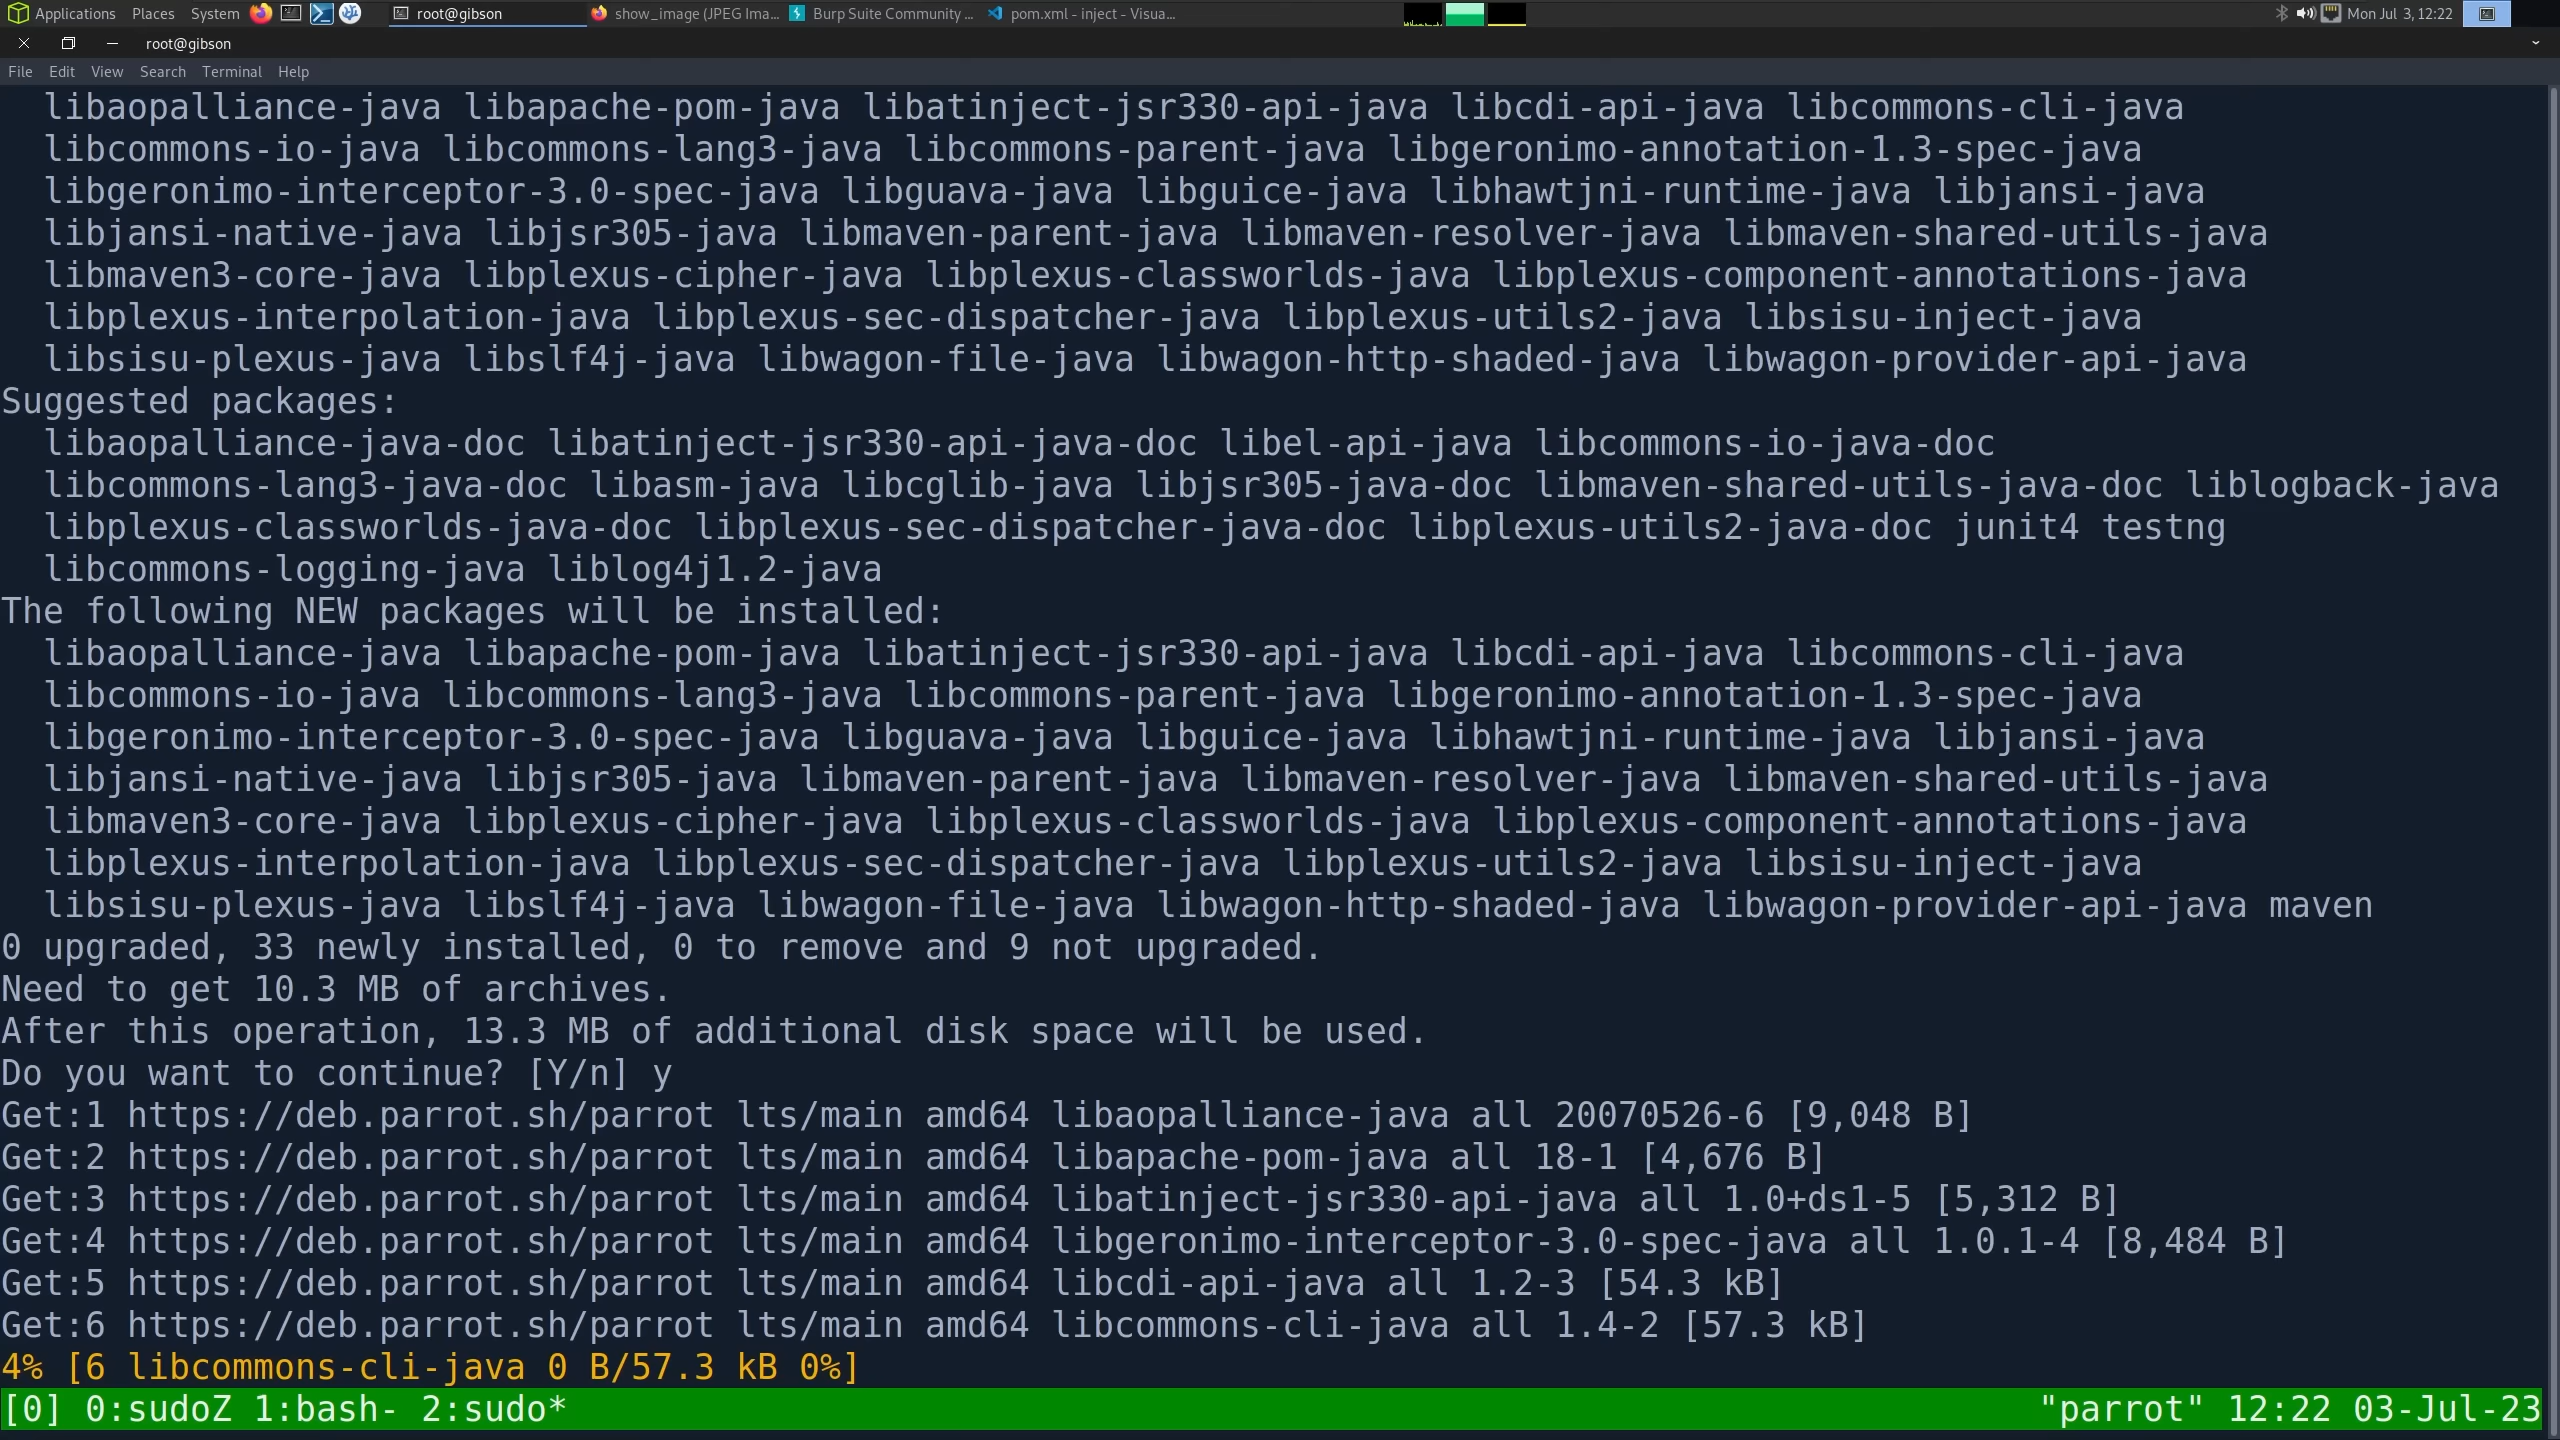 Applications Places System root@gibson show_image (JPEG Ima... Burp Suite Community ... pom.xml - inject - Visua... Mon Jul 3, 12:22
root@gibson
File Edit View Search Terminal Help
libaopalliance-java libapache-pom-java libatinject-jsr330-api-java libcdi-api-java libcommons-cli-java
libcommons-io-java libcommons-lang3-java libcommons-parent-java libgeronimo-annotation-1.3-spec-java
libgeronimo-interceptor-3.0-spec-java libguava-java libguice-java libhawtjni-runtime-java libjansi-java
libjansi-native-java libjsr305-java libmaven-parent-java libmaven-resolver-java libmaven-shared-utils-java
libmaven3-core-java libplexus-cipher-java libplexus-classworlds-java libplexus-component-annotations-java
libplexus-interpolation-java libplexus-sec-dispatcher-java libplexus-utils2-java libsisu-inject-java
libsisu-plexus-java libslf4j-java libwagon-file-java libwagon-http-shaded-java libwagon-provider-api-java
Suggested packages:
libaopalliance-java-doc libatinject-jsr330-api-java-doc libel-api-java libcommons-io-java-doc
libcommons-lang3-java-doc libasm-java libcglib-java libjsr305-java-doc libmaven-shared-utils-java-doc liblogback-java
libplexus-classworlds-java-doc libplexus-sec-dispatcher-java-doc libplexus-utils2-java-doc junit4 testng
libcommons-logging-java liblog4j1.2-java
The following NEW packages will be installed:
libaopalliance-java libapache-pom-java libatinject-jsr330-api-java libcdi-api-java libcommons-cli-java
libcommons-io-java libcommons-lang3-java libcommons-parent-java libgeronimo-annotation-1.3-spec-java
libgeronimo-interceptor-3.0-spec-java libguava-java libguice-java libhawtjni-runtime-java libjansi-java
libjansi-native-java libjsr305-java libmaven-parent-java libmaven-resolver-java libmaven-shared-utils-java
libmaven3-core-java libplexus-cipher-java libplexus-classworlds-java libplexus-component-annotations-java
libplexus-interpolation-java libplexus-sec-dispatcher-java libplexus-utils2-java libsisu-inject-java
libsisu-plexus-java libslf4j-java libwagon-file-java libwagon-http-shaded-java libwagon-provider-api-java maven
0 upgraded, 33 newly installed, 0 to remove and 9 not upgraded.
Need to get 10.3 MB of archives.
After this operation, 13.3 MB of additional disk space will be used.
Do you want to continue? [Y/n] y
Get:1 https://deb.parrot.sh/parrot lts/main amd64 libaopalliance-java all 20070526-6 [9,048 B]
Get:2 https://deb.parrot.sh/parrot lts/main amd64 libapache-pom-java all 18-1 [4,676 B]
Get:3 https://deb.parrot.sh/parrot lts/main amd64 libatinject-jsr330-api-java all 1.0+ds1-5 [5,312 B]
Get:4 https://deb.parrot.sh/parrot lts/main amd64 libgeronimo-interceptor-3.0-spec-java all 1.0.1-4 [8,484 B]
Get:5 https://deb.parrot.sh/parrot lts/main amd64 libcdi-api-java all 1.2-3 [54.3 kB]
Get:6 https://deb.parrot.sh/parrot lts/main amd64 libcommons-cli-java all 1.4-2 [57.3 kB]
4% [6 libcommons-cli-java 0 B/57.3 kB 0%]
[0] 0:sudoZ 1:bash- 2:sudo* "parrot" 12:22 03-Jul-23